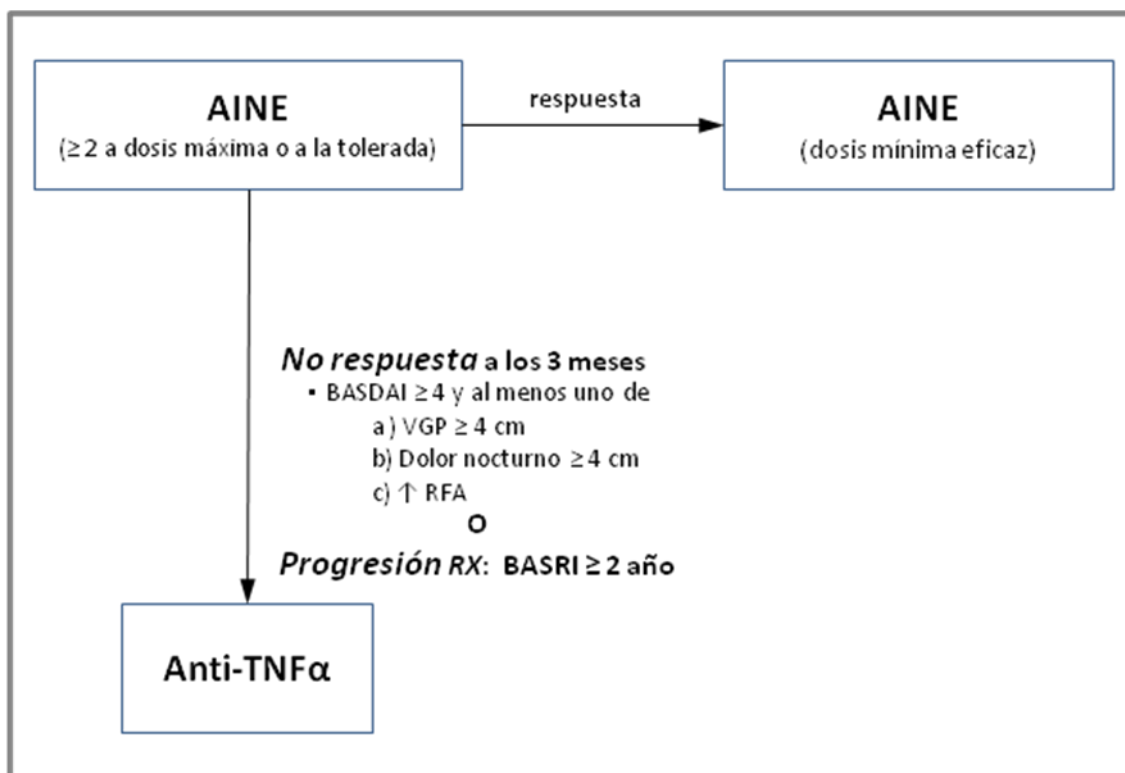 AINE
(≥2 a dosis máxima o a la tolerada)
respuesta
AINE
(dosis mínima eficaz)
No respuesta a los 3 meses
▪ BASDAI ≥4 y al menos uno de
a) VGP ≥ 4 cm
b) Dolor nocturno ≥4 cm
c) ↑ RFA
O
Progresión RX: BASRI ≥ 2 año
Anti-TNFα